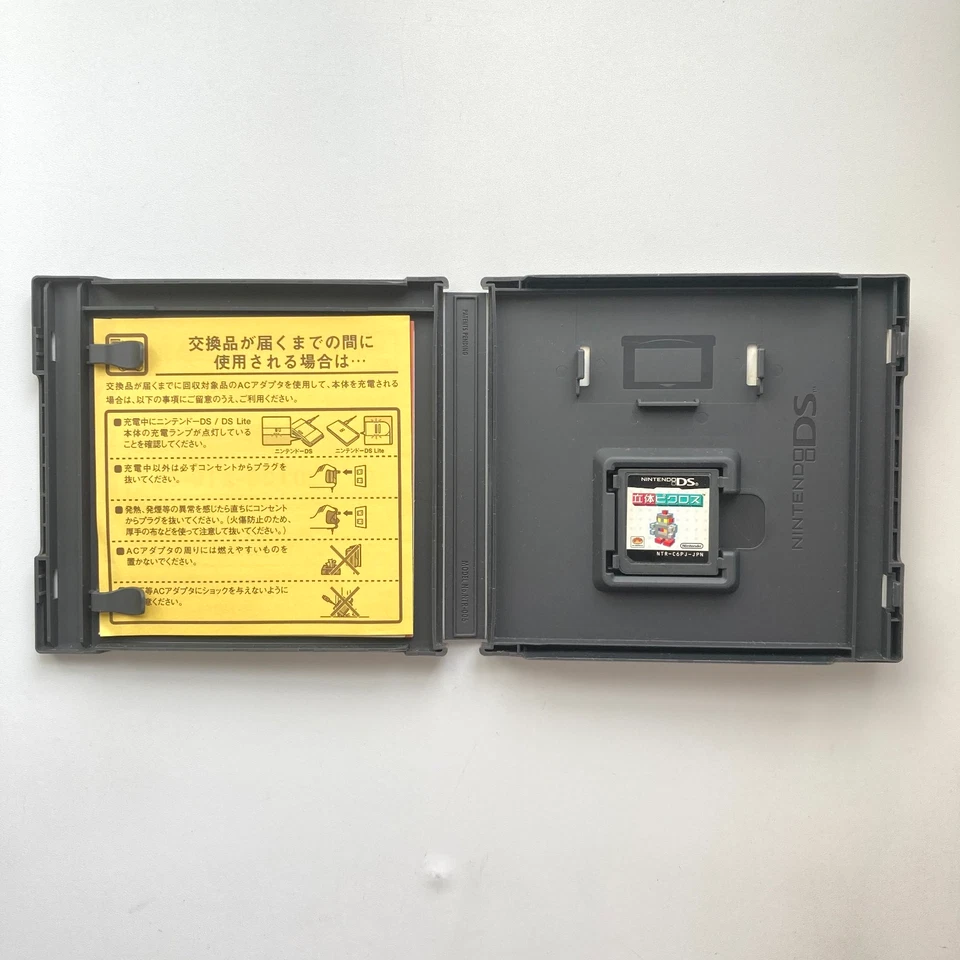 交換品が届くまでの間に
使用される場合は…
交換品が届くまでに回収対象品のACアダプタを使用して、本体を充電される
場合は、以下の事項にご留意のうえ、ご利用ください。
■充電中にニンテンドーDS / DS Lite
本体の充電ランプが点灯している
ことを確認してください。
ニンテンドーDS
ニンテンドーDS Lite
■充電中以外は必ずコンセントからプラグを
抜いてください。
■発熱、発煙等の異常を感じたら直ちにコンセント
からプラグを抜いてください。(火傷防止のため、
厚手の布などを使って注意して抜いてください。)
■ACアダプタの周りには燃えやすいものを
置かないでください。
等ACアダプタにショックを与えないように
ください。
PATENTS PENDING
NINTENDO DS
NINTENDO DS
立体ピクロス
Nintendo
NTR-C6PJ-JPN